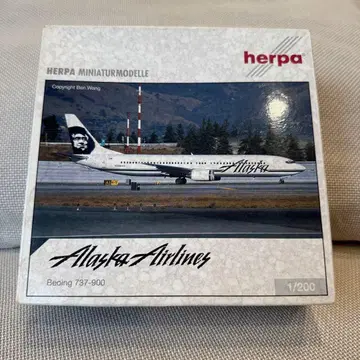 herpa
HERPA MINIATURMODELLE
Copyright Ben Wang
Alaska
Alaska Airlines
Boeing 737-900
1/200